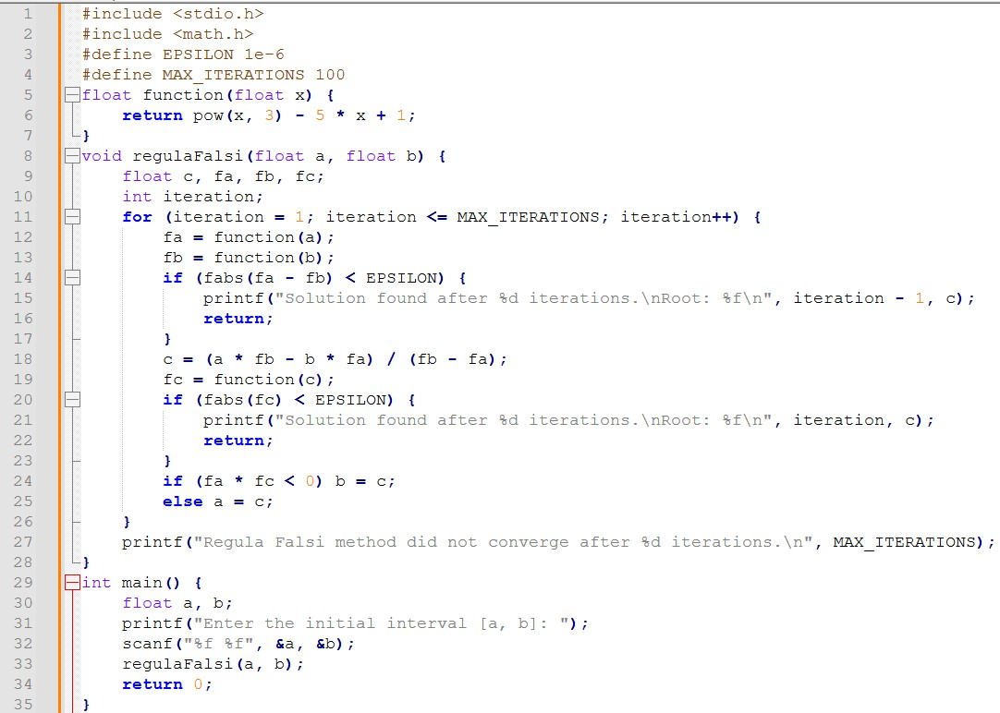 1 #include <stdio.h>
2 #include <math.h>
3 #define EPSILON 1e-6
4 #define MAX_ITERATIONS 100
5 float function(float x) {
6     return pow(x, 3) - 5 * x + 1;
7 }
8 void regulaFalsi(float a, float b) {
9     float c, fa, fb, fc;
10     int iteration;
11     for (iteration = 1; iteration <= MAX_ITERATIONS; iteration++) {
12         fa = function(a);
13         fb = function(b);
14         if (fabs(fa - fb) < EPSILON) {
15             printf("Solution found after %d iterations.\nRoot: %f\n", iteration - 1, c);
16             return;
17         }
18         c = (a * fb - b * fa) / (fb - fa);
19         fc = function(c);
20         if (fabs(fc) < EPSILON) {
21             printf("Solution found after %d iterations.\nRoot: %f\n", iteration, c);
22             return;
23         }
24         if (fa * fc < 0) b = c;
25         else a = c;
26     }
27     printf("Regula Falsi method did not converge after %d iterations.\n", MAX_ITERATIONS);
28 }
29 int main() {
30     float a, b;
31     printf("Enter the initial interval [a, b]: ");
32     scanf("%f %f", &a, &b);
33     regulaFalsi(a, b);
34     return 0;
35 }